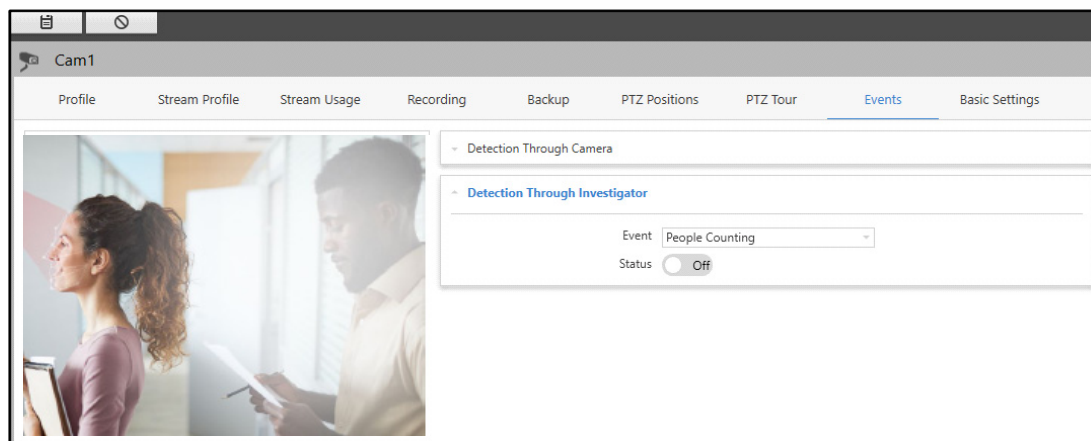 Cam1
Profile Stream Profile Stream Usage Recording Backup PTZ Positions PTZ Tour Events Basic Settings
Detection Through Camera
Detection Through Investigator
Event People Counting
Status Off